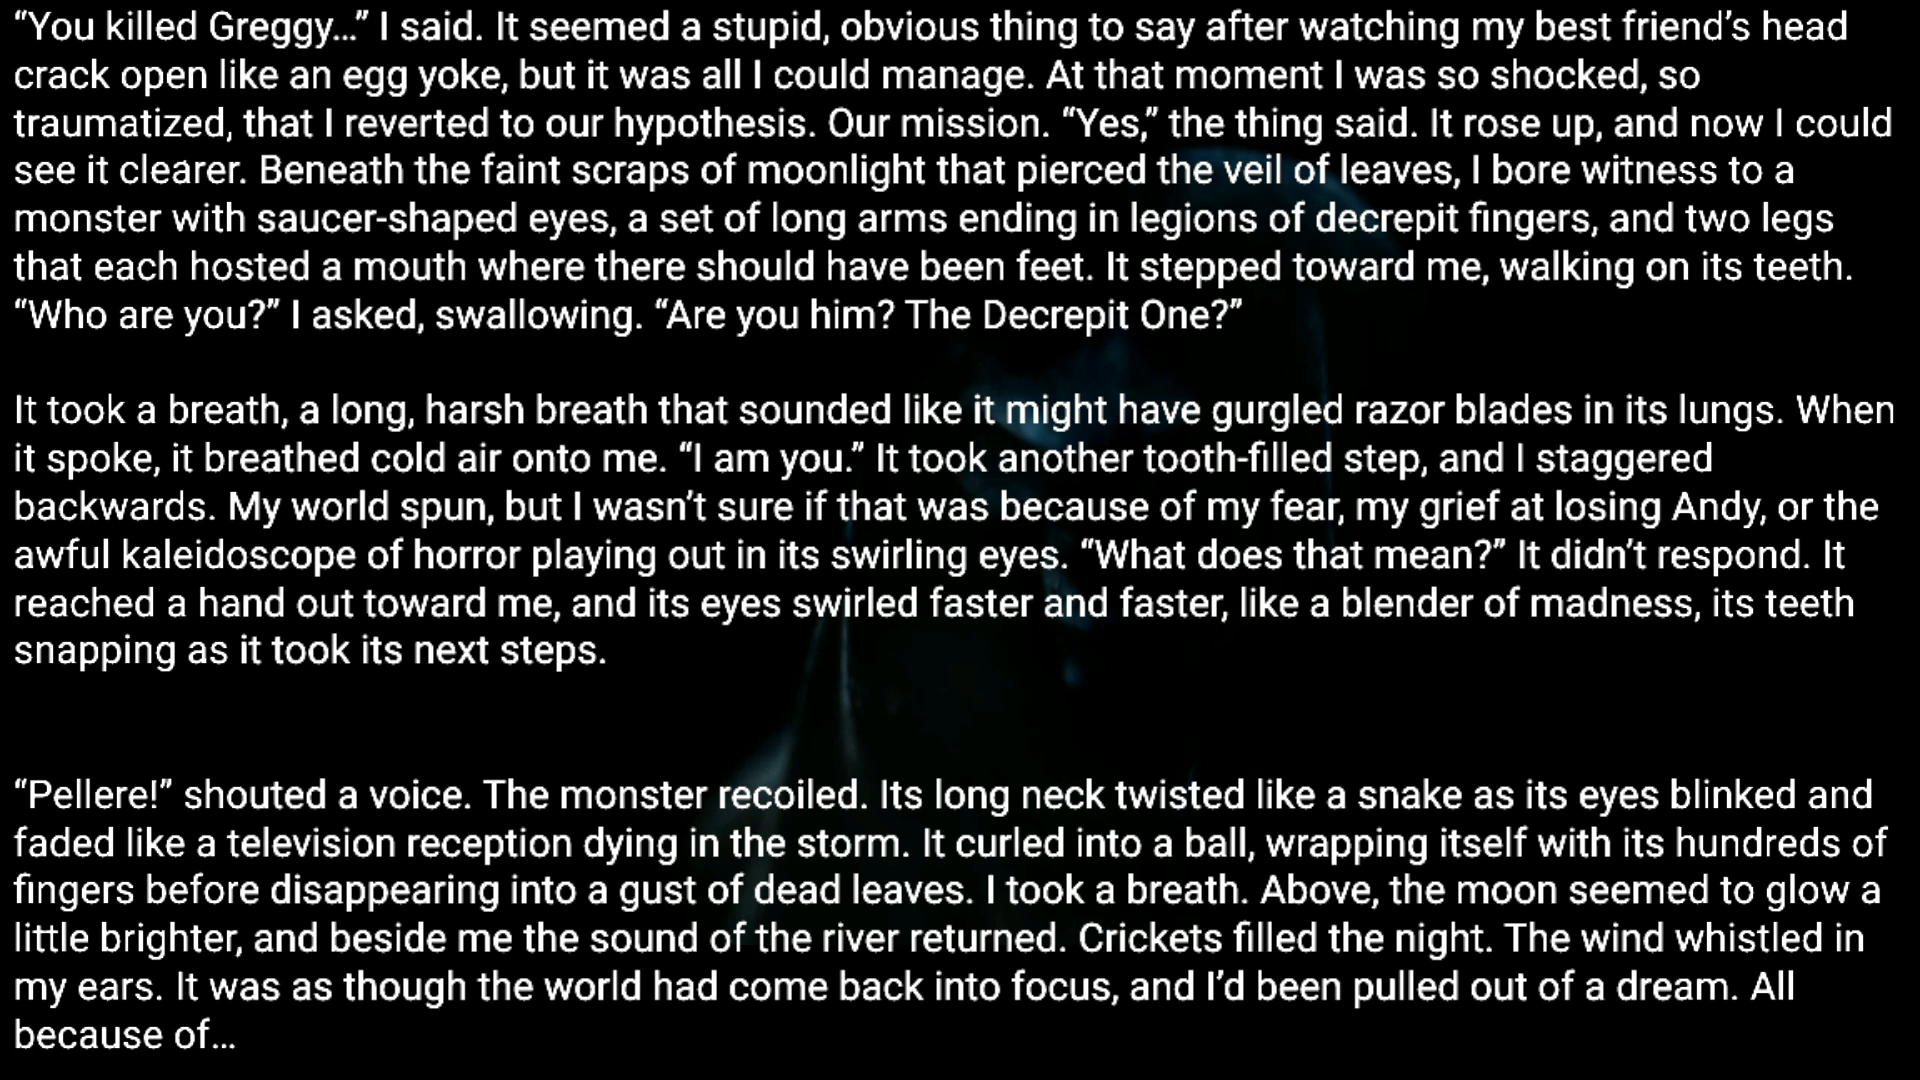 “You killed Greggy…” I said. It seemed a stupid, obvious thing to say after watching my best friend’s head
crack open like an egg yoke, but it was all I could manage. At that moment I was so shocked, so
traumatized, that I reverted to our hypothesis. Our mission. “Yes,” the thing said. It rose up, and now I could
see it clearer. Beneath the faint scraps of moonlight that pierced the veil of leaves, I bore witness to a
monster with saucer-shaped eyes, a set of long arms ending in legions of decrepit fingers, and two legs
that each hosted a mouth where there should have been feet. It stepped toward me, walking on its teeth.
“Who are you?” I asked, swallowing. “Are you him? The Decrepit One?”

It took a breath, a long, harsh breath that sounded like it might have gurgled razor blades in its lungs. When
it spoke, it breathed cold air onto me. “I am you.” It took another tooth-filled step, and I staggered
backwards. My world spun, but I wasn’t sure if that was because of my fear, my grief at losing Andy, or the
awful kaleidoscope of horror playing out in its swirling eyes. “What does that mean?” It didn’t respond. It
reached a hand out toward me, and its eyes swirled faster and faster, like a blender of madness, its teeth
snapping as it took its next steps.

“Pellere!” shouted a voice. The monster recoiled. Its long neck twisted like a snake as its eyes blinked and
faded like a television reception dying in the storm. It curled into a ball, wrapping itself with its hundreds of
fingers before disappearing into a gust of dead leaves. I took a breath. Above, the moon seemed to glow a
little brighter, and beside me the sound of the river returned. Crickets filled the night. The wind whistled in
my ears. It was as though the world had come back into focus, and I’d been pulled out of a dream. All
because of…